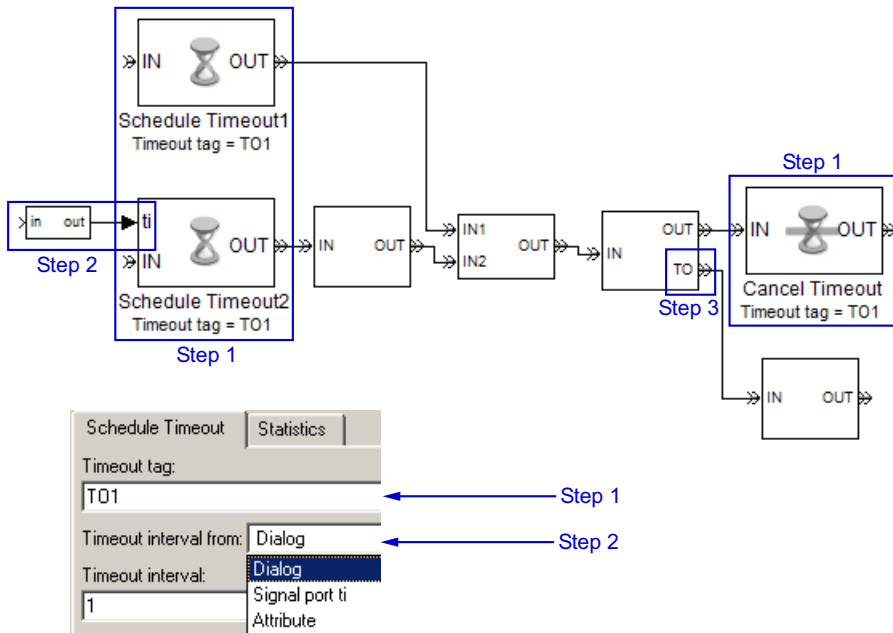 IN OUT
Schedule Timeout1
Timeout tag = TO1
Step 1
in out
ti
IN OUT
Step 2
Schedule Timeout2
Timeout tag = TO1
Step 1
IN OUT
IN1
IN2
OUT
IN
OUT
TO
Step 3
IN OUT
Cancel Timeout
Timeout tag = TO1
IN OUT
Schedule Timeout Statistics
Timeout tag:
TO1
Step 1
Timeout interval from: Dialog
Step 2
Dialog
Timeout interval:
Signal port ti
1
Attribute